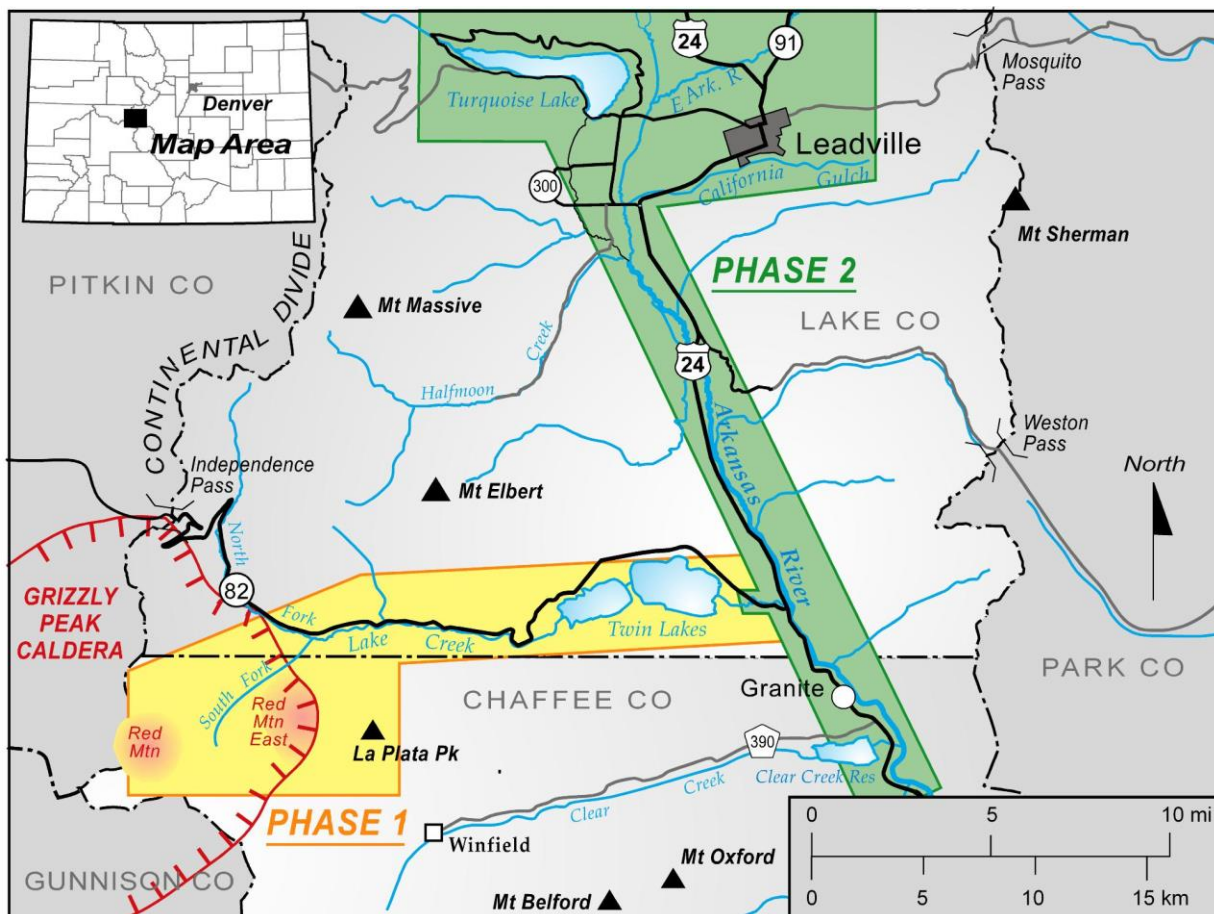 Denver
Map Area
24
91
Mosquito
Pass
E Ark. R
Turquoise Lake
Leadville
300
California
Gulch
Mt Sherman
PITKIN CO
CONTINENTAL DIVIDE
PHASE 2
Mt Massive
LAKE CO
24
Halfmoon
Creek
Arkansas
River
Weston
Pass
Independence
Pass
North
Mt Elbert
North
Fork
82
GRIZZLY
PEAK
CALDERA
Lake
Creek
Twin Lakes
PARK CO
South Fork
Granite
CHAFFEE CO
Red
Mtn
Red
Mtn
East
La Plata Pk
390
Clear Creek Res
Clear
Creek
PHASE 1
Winfield
Mt Oxford
Mt Belford
GUNNISON CO
0
5
10 mi
0
5
10
15 km